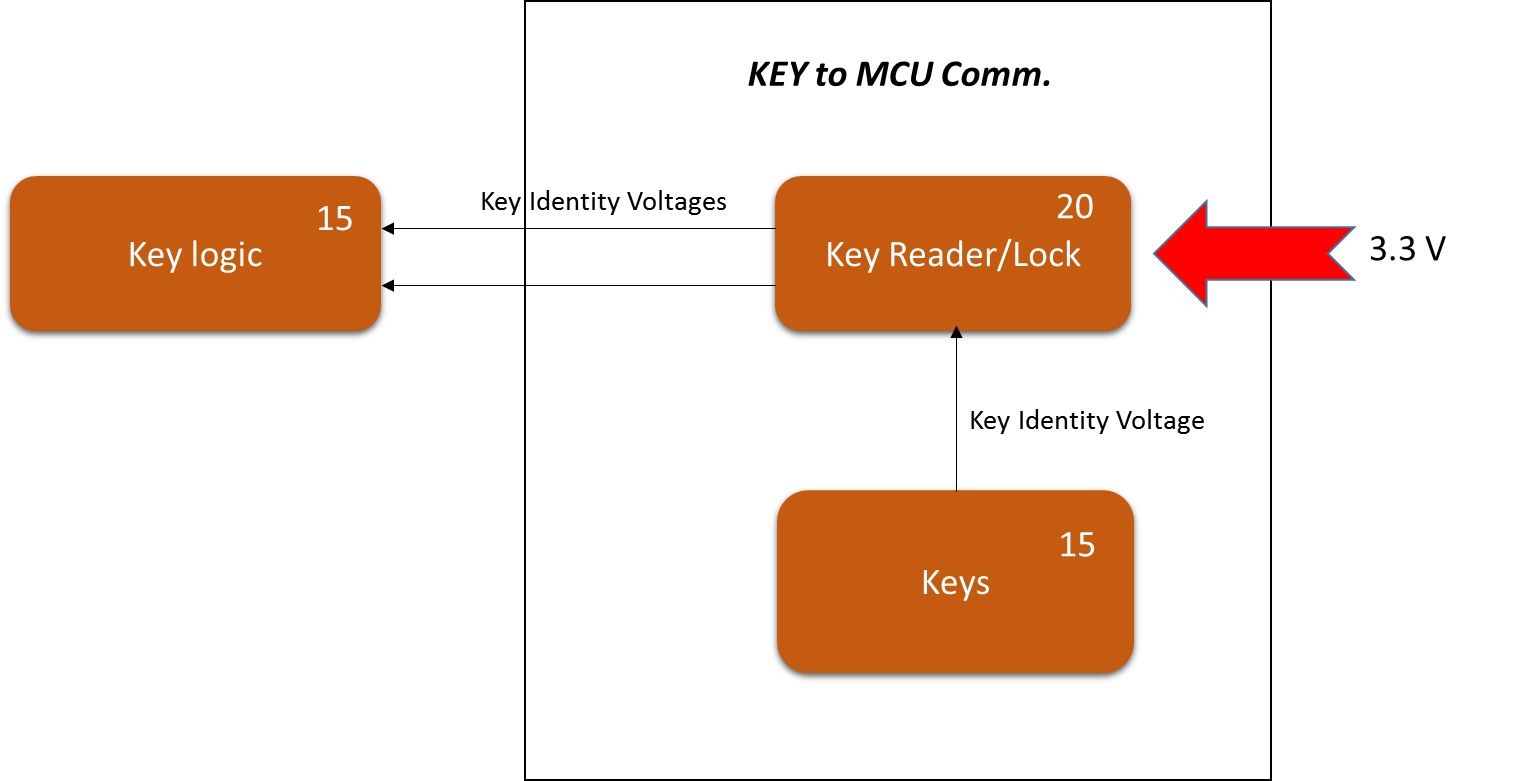 KEY to MCU Comm.
Key Identity Voltages
15
Key logic
20
Key Reader/Lock
3.3 V
Key Identity Voltage
15
Keys